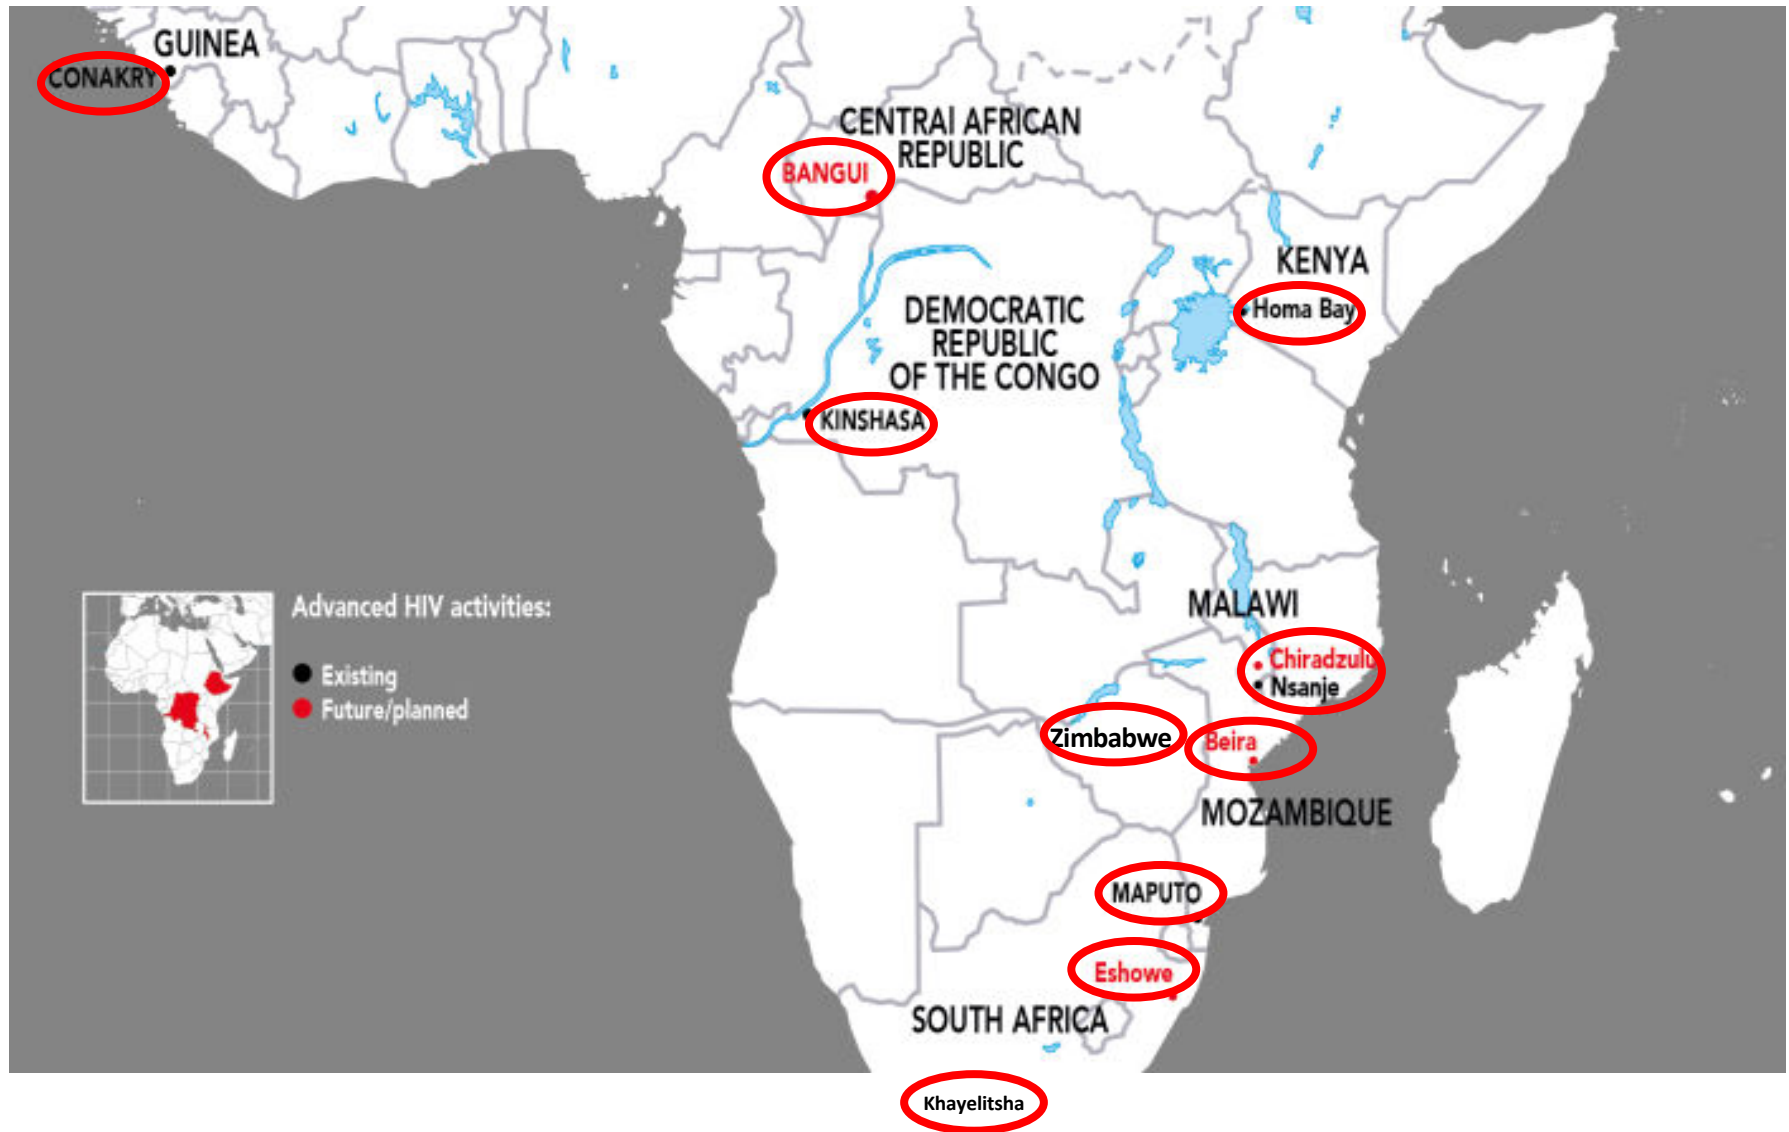 GUINEA
CONAKRY
CENTRAl AFRICAN
REPUBLIC
BANGUI
KENYA
Homa Bay
DEMOCRATIC
REPUBLIC
OF THE CONGO
KINSHASA
Advanced HIV activities:
Existing
Future/planned
MALAWI
Chiradzulu
Nsanje
Zimbabwe
Beira
MOZAMBIQUE
MAPUTO
Eshowe
SOUTH AFRICA
Khayelitsha